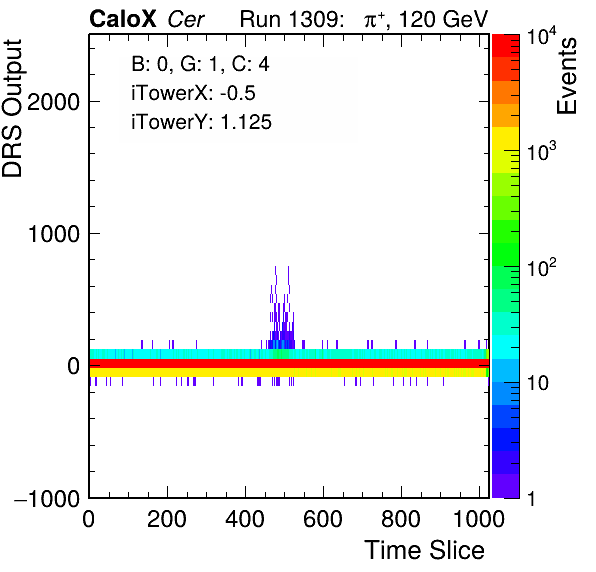 CaloX Cer Run 1309: π⁺, 120 GeV
B: 0, G: 1, C: 4
iTowerX: -0.5
iTowerY: 1.125
DRS Output
2000
1000
0
−1000
0 200 400 600 800 1000
Time Slice
Events
10⁴
10³
10²
10
1